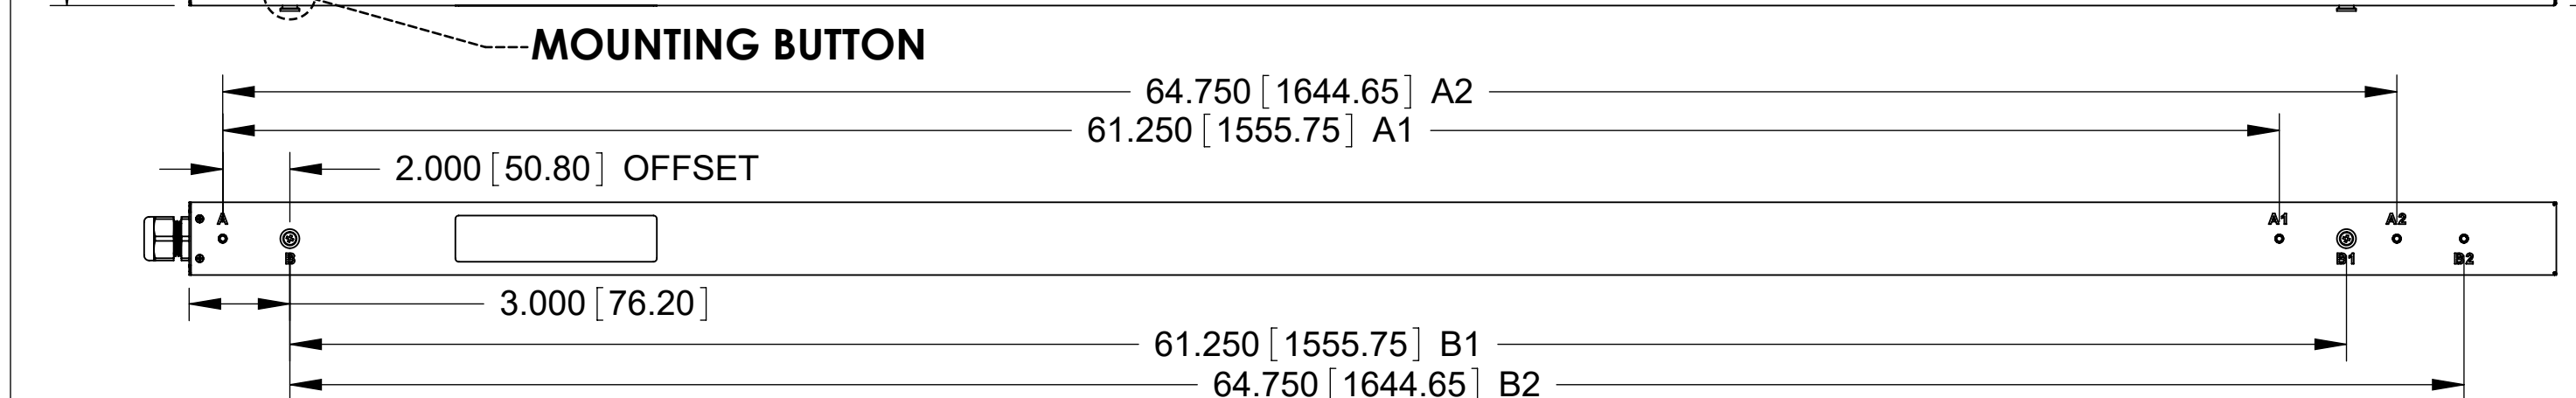 MOUNTING BUTTON
64.750 [1644.65] A2
61.250 [1555.75] A1
2.000 [50.80] OFFSET
A A1 A2
B B1 B2
3.000 [76.20]
61.250 [1555.75] B1
64.750 [1644.65] B2